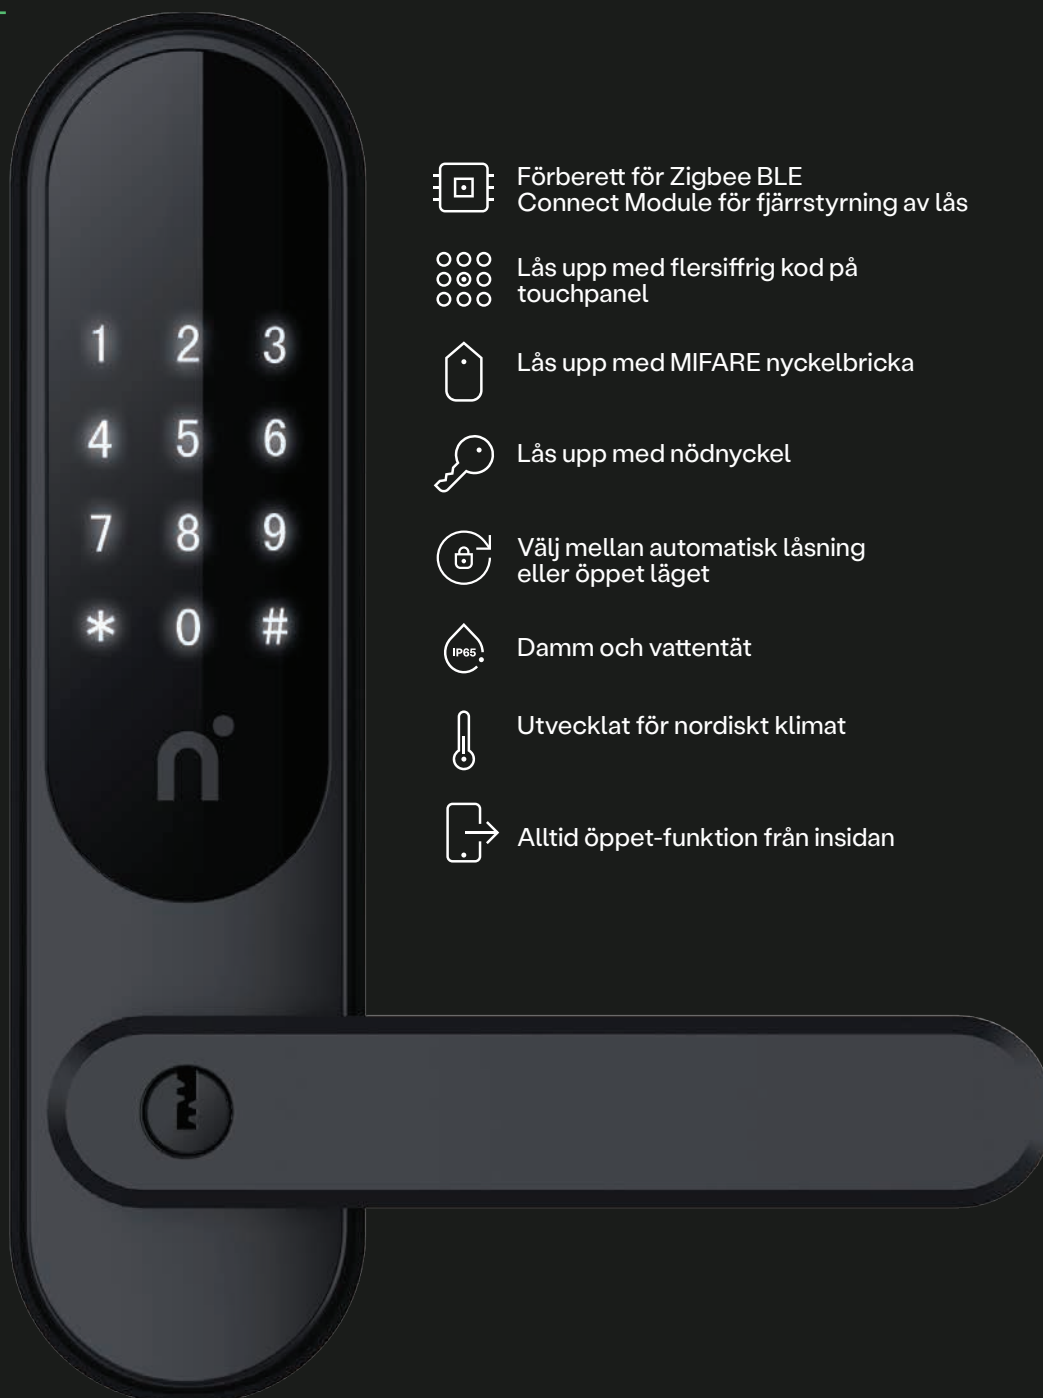 1 2 3
4 5 6
7 8 9
* 0 #
n
Förberett för Zigbee BLE
Connect Module för fjärrstyrning av lås
Lås upp med flersiffrig kod på
touchpanel
Lås upp med MIFARE nyckelbricka
Lås upp med nödnyckel
Välj mellan automatisk låsning
eller öppet läget
IP65
Damm och vattentät
Utvecklat för nordiskt klimat
Alltid öppet-funktion från insidan